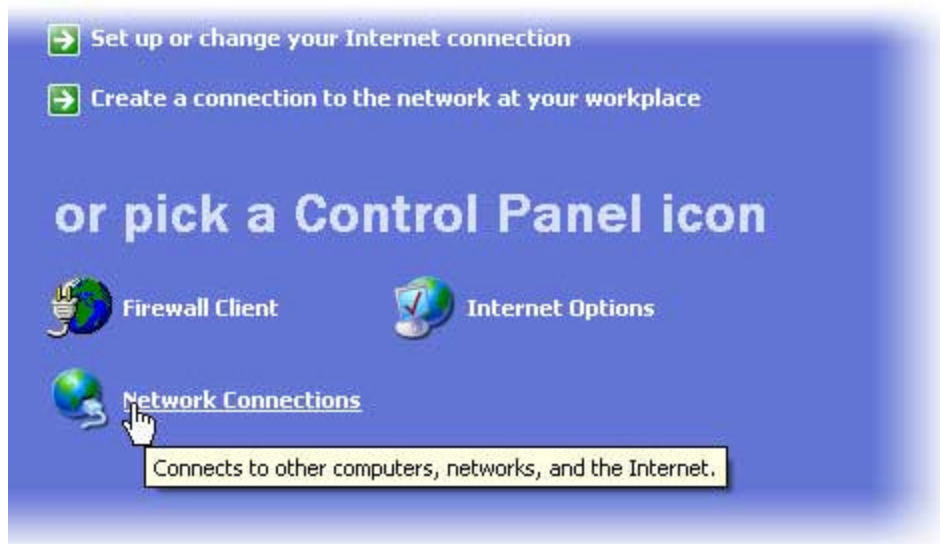 Set up or change your Internet connection
Create a connection to the network at your workplace
or pick a Control Panel icon
Firewall Client
Internet Options
Network Connections
Connects to other computers, networks, and the Internet.